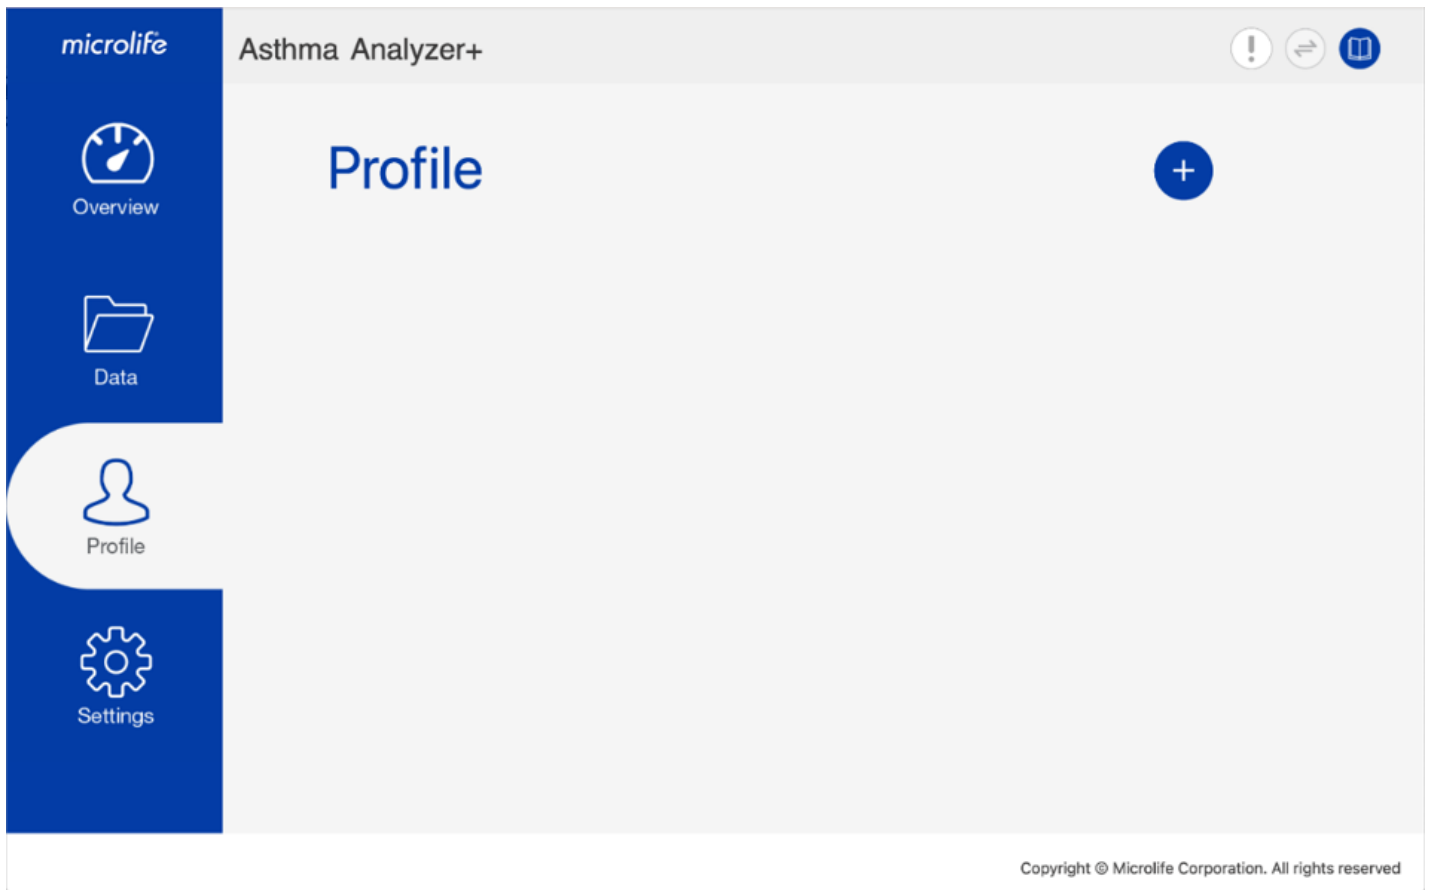 microlife
Asthma Analyzer+
Overview
Data
Profile
Settings
Profile
+
Copyright © Microlife Corporation. All rights reserved